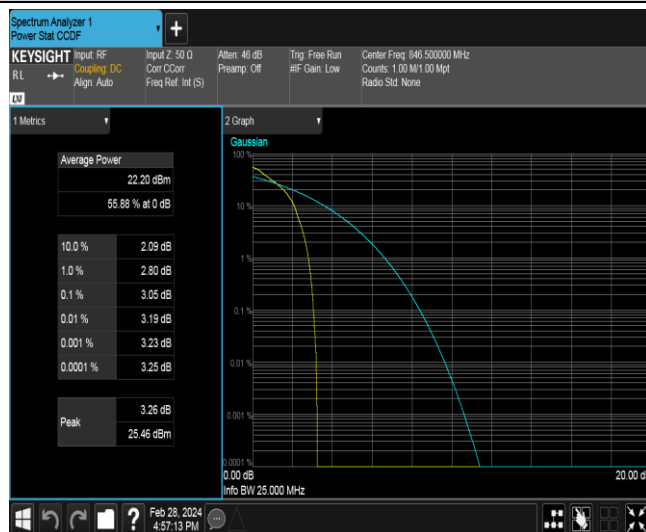 Spectrum Analyzer 1
Power Stat CCDF
+
KEYSIGHT
RL
LXI
Input: RF
Coupling: DC
Align: Auto
Input Z: 50 Ω
Corr CCorr
Freq Ref: Int (S)
Atten: 46 dB
Preamp: Off
Trig: Free Run
#IF Gain: Low
Center Freq: 846.500000 MHz
Counts: 1.00 M/1.00 Mpt
Radio Std: None
1 Metrics
Average Power
22.20 dBm
55.88 % at 0 dB
10.0 % 2.09 dB
1.0 % 2.80 dB
0.1 % 3.05 dB
0.01 % 3.19 dB
0.001 % 3.23 dB
0.0001 % 3.25 dB
Peak
3.26 dB
25.46 dBm
2 Graph
Gaussian
100 %
10 %
1 %
0.1 %
0.01 %
0.001 %
0.0001 %
0.00 dB
20.00 d
Info BW 25.000 MHz
?
Feb 28, 2024
4:57:13 PM